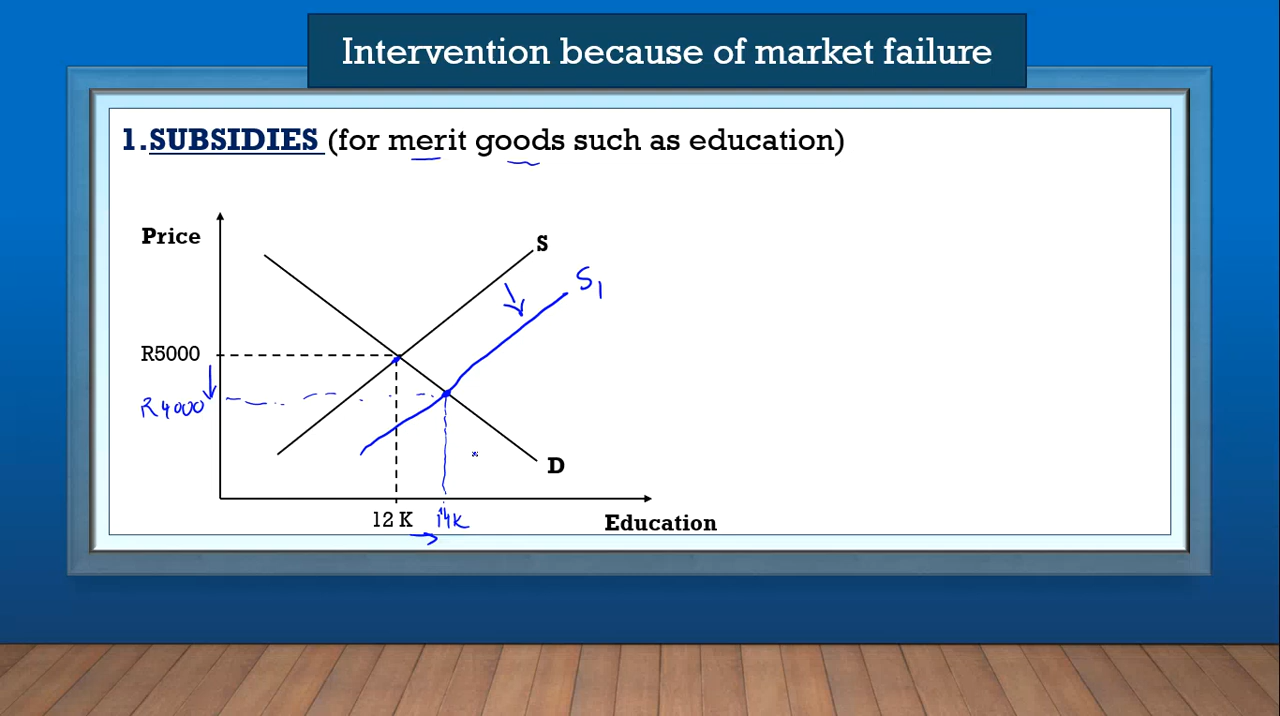 Intervention because of market failure
1.SUBSIDIES (for merit goods such as education)
Price
S
S1
R5000
R4000
D
12 K 14K
Education